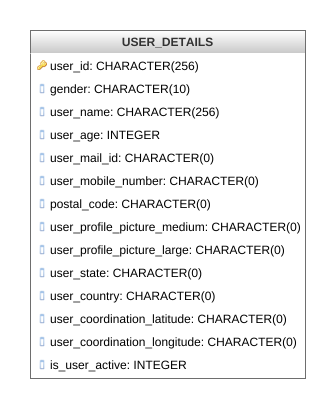 USER_DETAILS
user_id: CHARACTER(256)
gender: CHARACTER(10)
user_name: CHARACTER(256)
user_age: INTEGER
user_mail_id: CHARACTER(0)
user_mobile_number: CHARACTER(0)
postal_code: CHARACTER(0)
user_profile_picture_medium: CHARACTER(0)
user_profile_picture_large: CHARACTER(0)
user_state: CHARACTER(0)
user_country: CHARACTER(0)
user_coordination_latitude: CHARACTER(0)
user_coordination_longitude: CHARACTER(0)
is_user_active: INTEGER